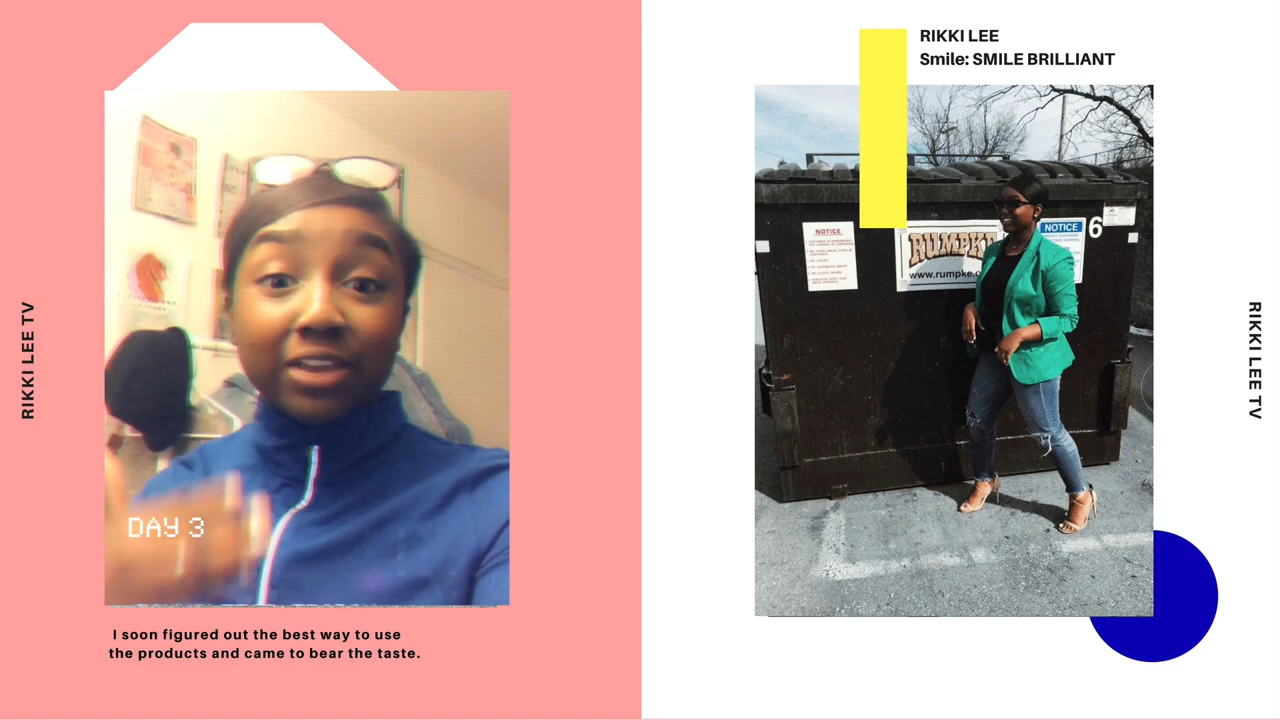 RIKKI LEE TV
DAY 3
I soon figured out the best way to use
the products and came to bear the taste.
RIKKI LEE
Smile: SMILE BRILLIANT
NOTICE
RUMPKE
www.rumpke.c
NOTICE
6
RIKKI LEE TV